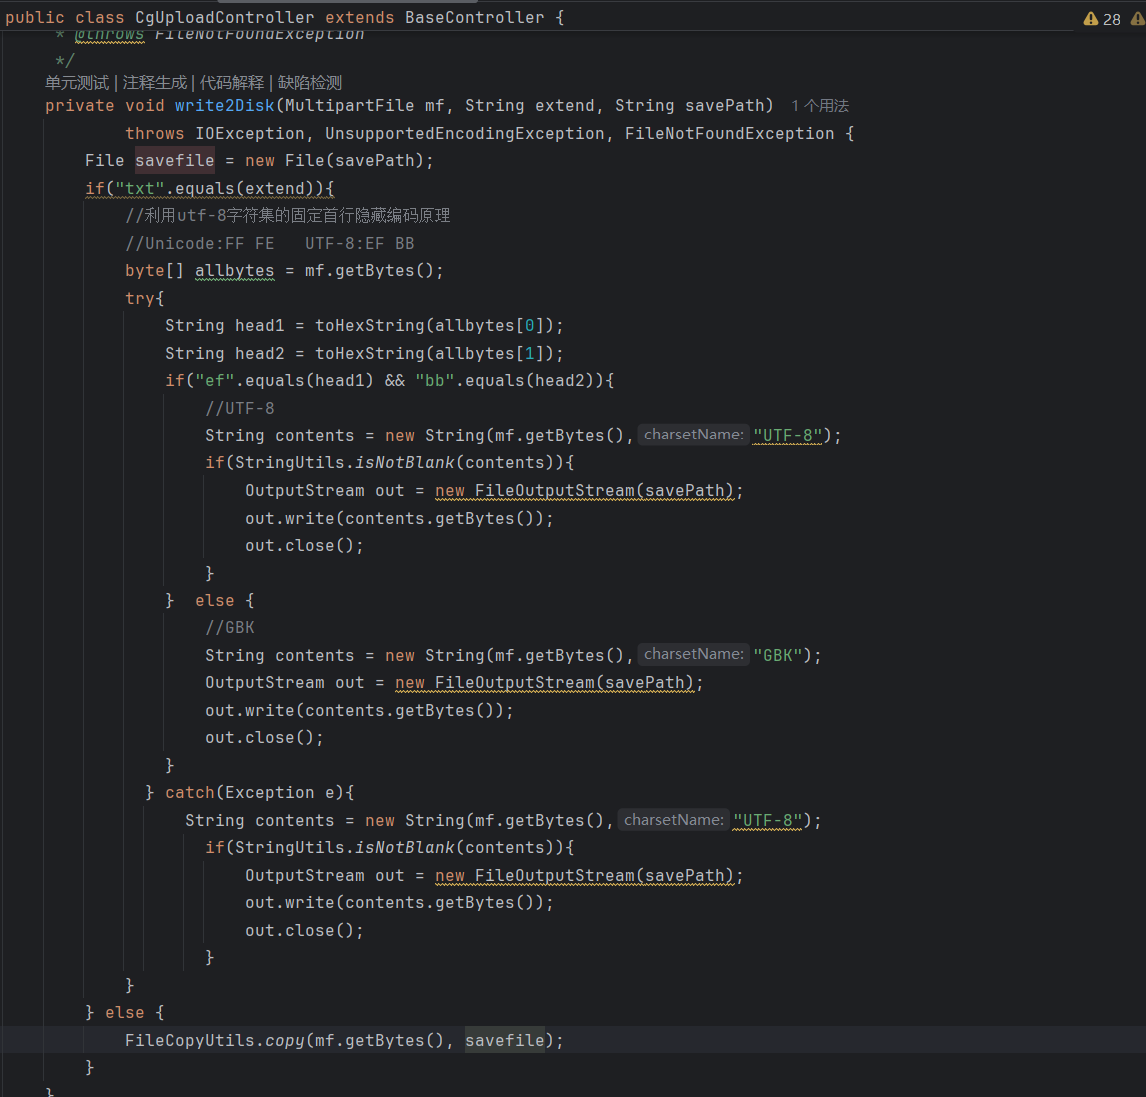 public class CgUploadController extends BaseController {
28
* @throws FileNotFoundException
*/
单元测试 | 注释生成 | 代码解释 | 缺陷检测
private void write2Disk(MultipartFile mf, String extend, String savePath) 1 个用法
throws IOException, UnsupportedEncodingException, FileNotFoundException {
File savefile = new File(savePath);
if("txt".equals(extend)){
//利用utf-8字符集的固定首行隐藏编码原理
//Unicode:FF FE   UTF-8:EF BB
byte[] allbytes = mf.getBytes();
try{
String head1 = toHexString(allbytes[0]);
String head2 = toHexString(allbytes[1]);
if("ef".equals(head1) && "bb".equals(head2)){
//UTF-8
String contents = new String(mf.getBytes(), charsetName: "UTF-8");
if(StringUtils.isNotBlank(contents)){
OutputStream out = new FileOutputStream(savePath);
out.write(contents.getBytes());
out.close();
}
}  else {
//GBK
String contents = new String(mf.getBytes(), charsetName: "GBK");
OutputStream out = new FileOutputStream(savePath);
out.write(contents.getBytes());
out.close();
}
} catch(Exception e){
String contents = new String(mf.getBytes(), charsetName: "UTF-8");
if(StringUtils.isNotBlank(contents)){
OutputStream out = new FileOutputStream(savePath);
out.write(contents.getBytes());
out.close();
}
}
} else {
FileCopyUtils.copy(mf.getBytes(), savefile);
}
}